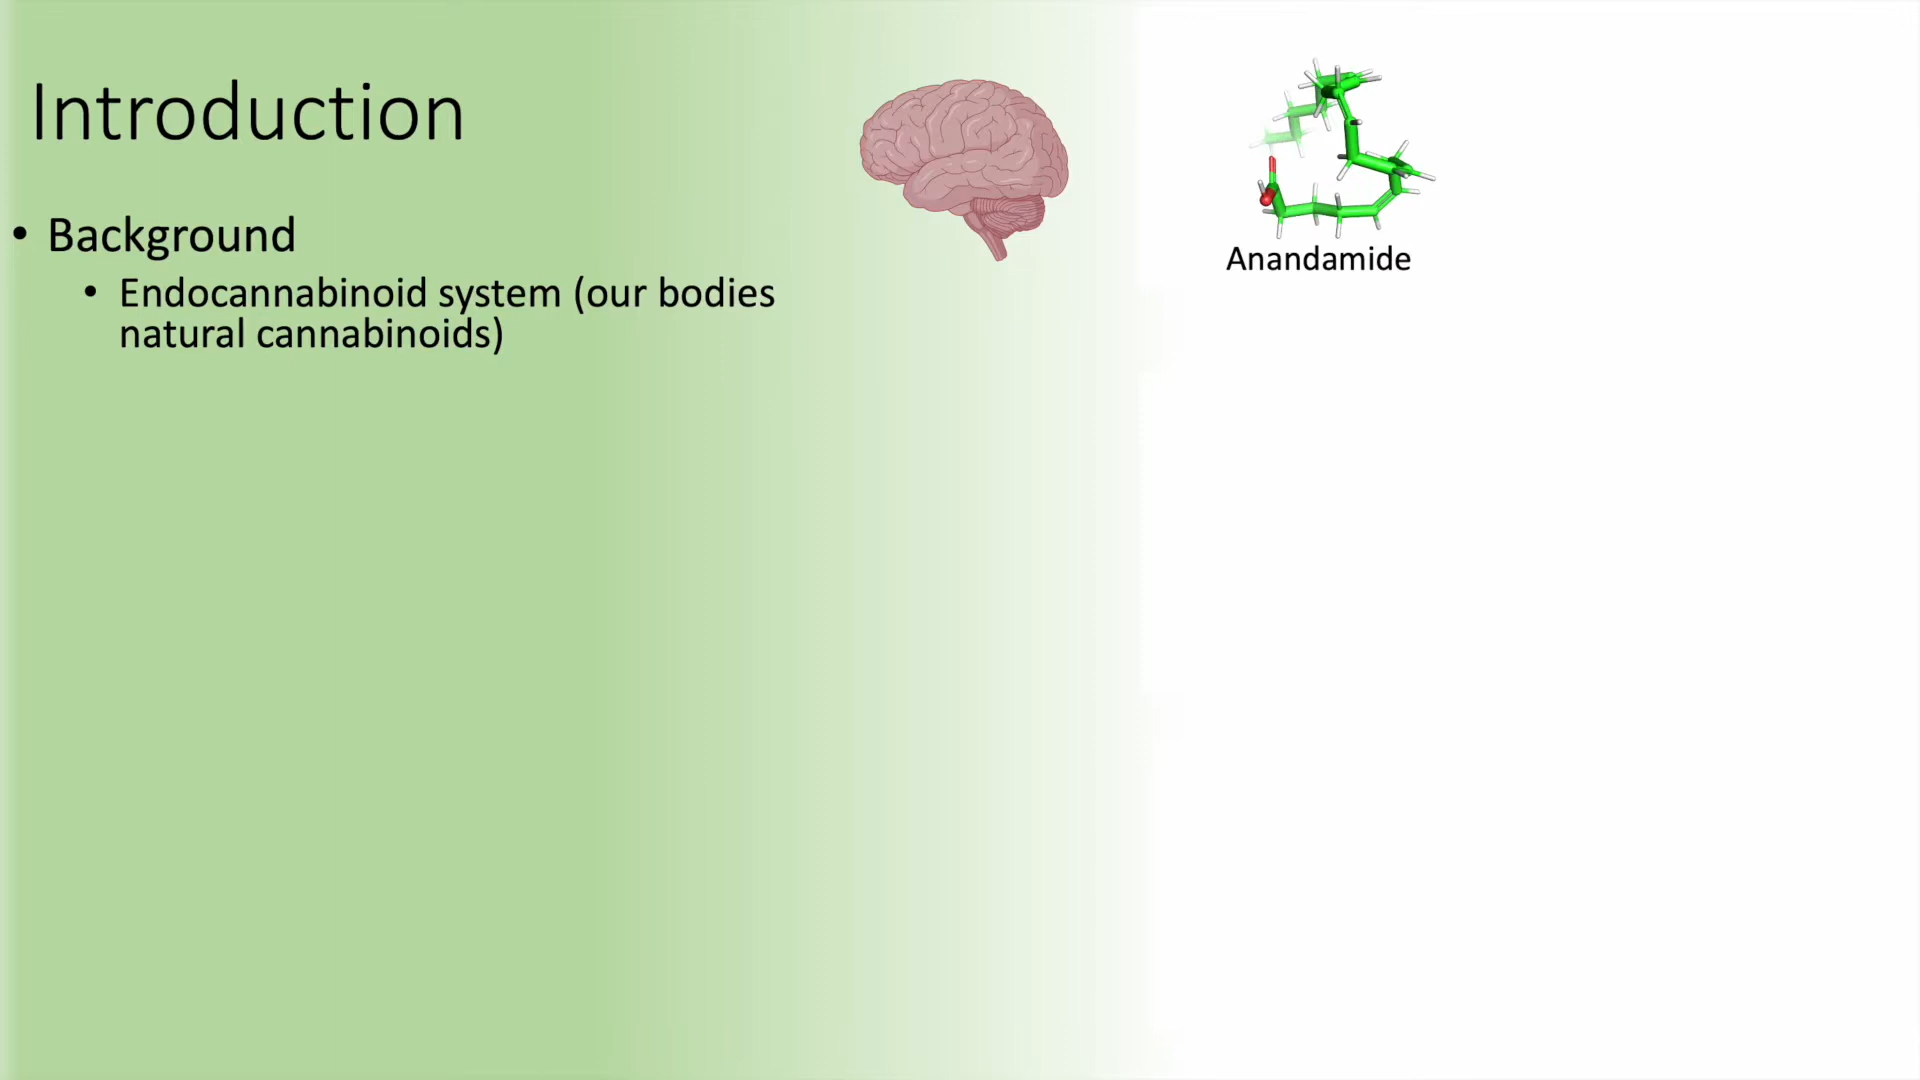 Introduction
• Background
• Endocannabinoid system (our bodies
natural cannabinoids)
Anandamide